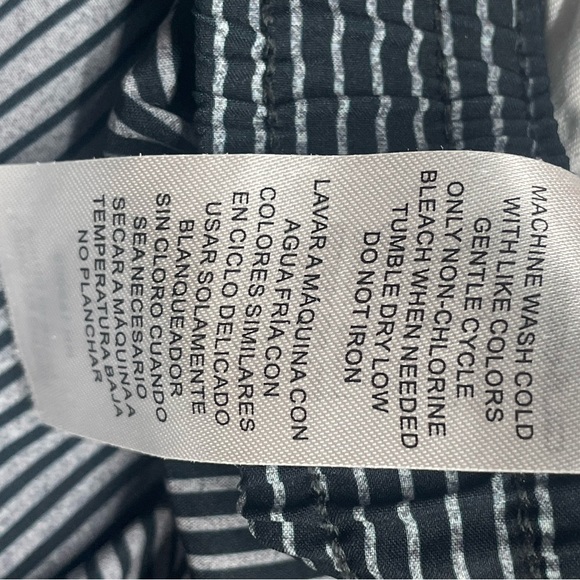 MACHINE WASH COLD
WITH LIKE COLORS
GENTLE CYCLE
ONLY NON-CHLORINE
BLEACH WHEN NEEDED
TUMBLE DRY LOW
DO NOT IRON
LAVAR A MÁQUINA CON
AGUA FRÍA CON
COLORES SIMILARES
EN CICLO DELICADO
USAR SOLAMENTE
BLANQUEADOR
SIN CLORO CUANDO
SEA NECESARIO
SECAR A MÁQUINA A
TEMPERATURA BAJA
NO PLANCHAR